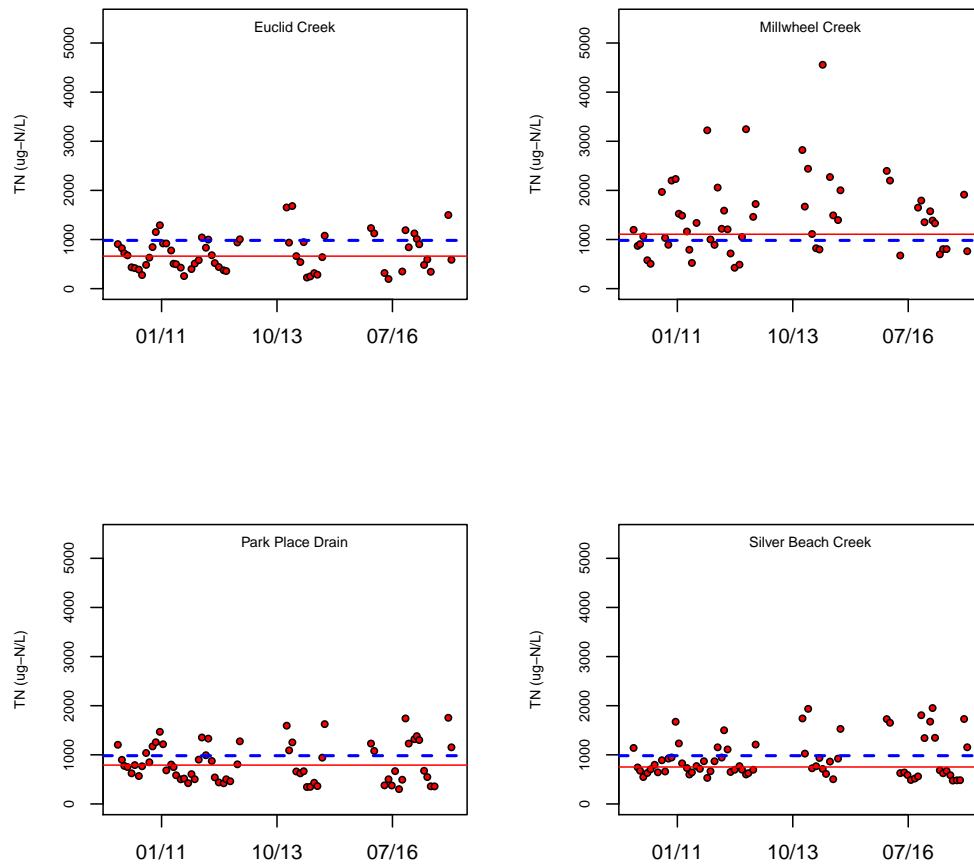 Euclid Creek
TN (ug−N/L)
5000
4000
3000
2000
1000
0
01/11 10/13 07/16
Millwheel Creek
TN (ug−N/L)
5000
4000
3000
2000
1000
0
01/11 10/13 07/16
Park Place Drain
TN (ug−N/L)
5000
4000
3000
2000
1000
0
01/11 10/13 07/16
Silver Beach Creek
TN (ug−N/L)
5000
4000
3000
2000
1000
0
01/11 10/13 07/16